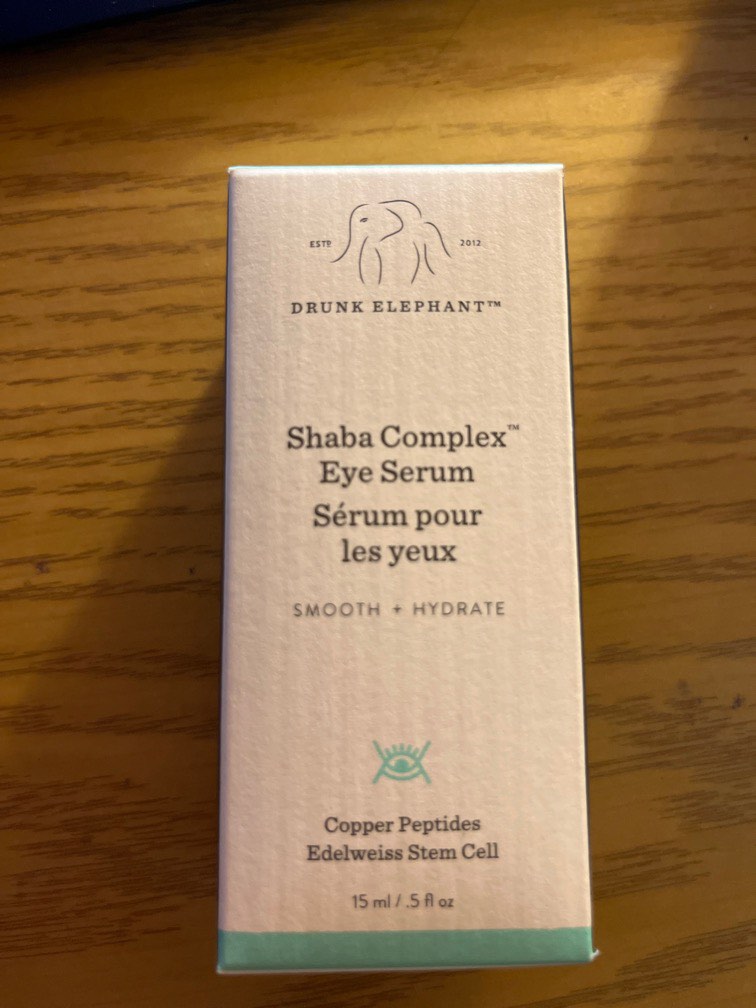 ESTD 2012
DRUNK ELEPHANT™
Shaba Complex™
Eye Serum
Sérum pour
les yeux
SMOOTH + HYDRATE
Copper Peptides
Edelweiss Stem Cell
15 ml / .5 fl oz